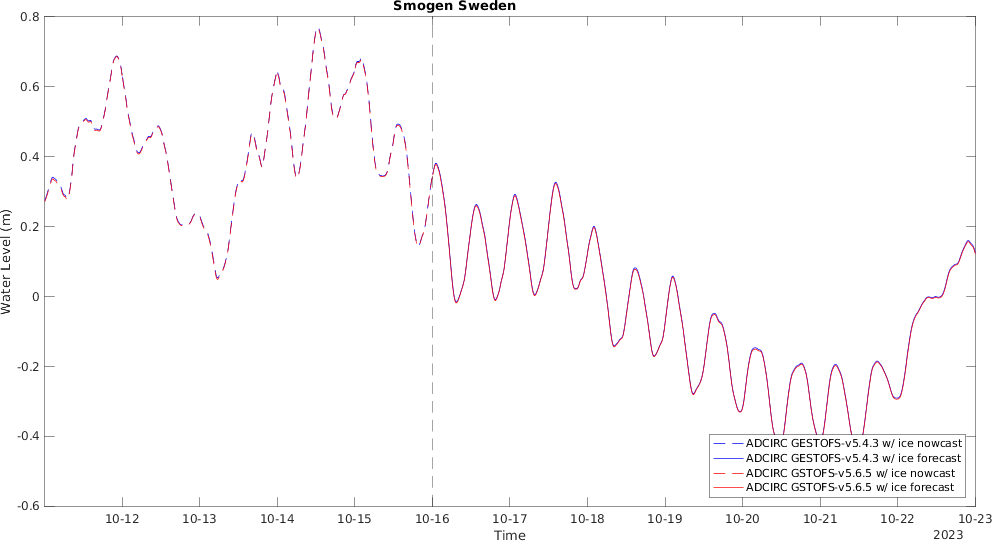 Smogen Sweden
0.8
0.6
0.4
0.2
0
-0.2
-0.4
-0.6
Water Level (m)
ADCIRC GESTOFS-v5.4.3 w/ ice nowcast
ADCIRC GESTOFS-v5.4.3 w/ ice forecast
ADCIRC GSTOFS-v5.6.5 w/ ice nowcast
ADCIRC GSTOFS-v5.6.5 w/ ice forecast
10-12 10-13 10-14 10-15 10-16 10-17 10-18 10-19 10-20 10-21 10-22 10-23
Time
2023